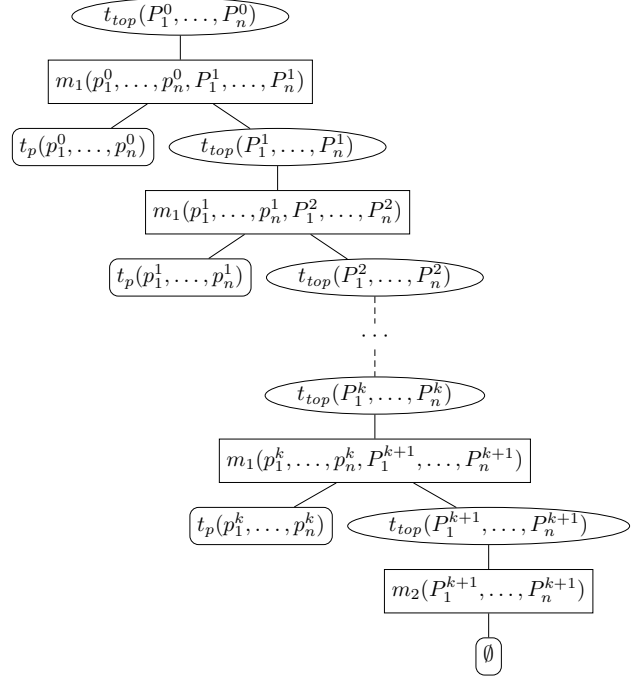 t_{top}(P_1^0, . . . , P_n^0)
m_1(p_1^0, . . . , p_n^0, P_1^1, . . . , P_n^1)
t_p(p_1^0, . . . , p_n^0) t_{top}(P_1^1, . . . , P_n^1)
m_1(p_1^1, . . . , p_n^1, P_1^2, . . . , P_n^2)
t_p(p_1^1, . . . , p_n^1) t_{top}(P_1^2, . . . , P_n^2)
. . .
t_{top}(P_1^k, . . . , P_n^k)
m_1(p_1^k, . . . , p_n^k, P_1^{k+1}, . . . , P_n^{k+1})
t_p(p_1^k, . . . , p_n^k) t_{top}(P_1^{k+1}, . . . , P_n^{k+1})
m_2(P_1^{k+1}, . . . , P_n^{k+1})
∅